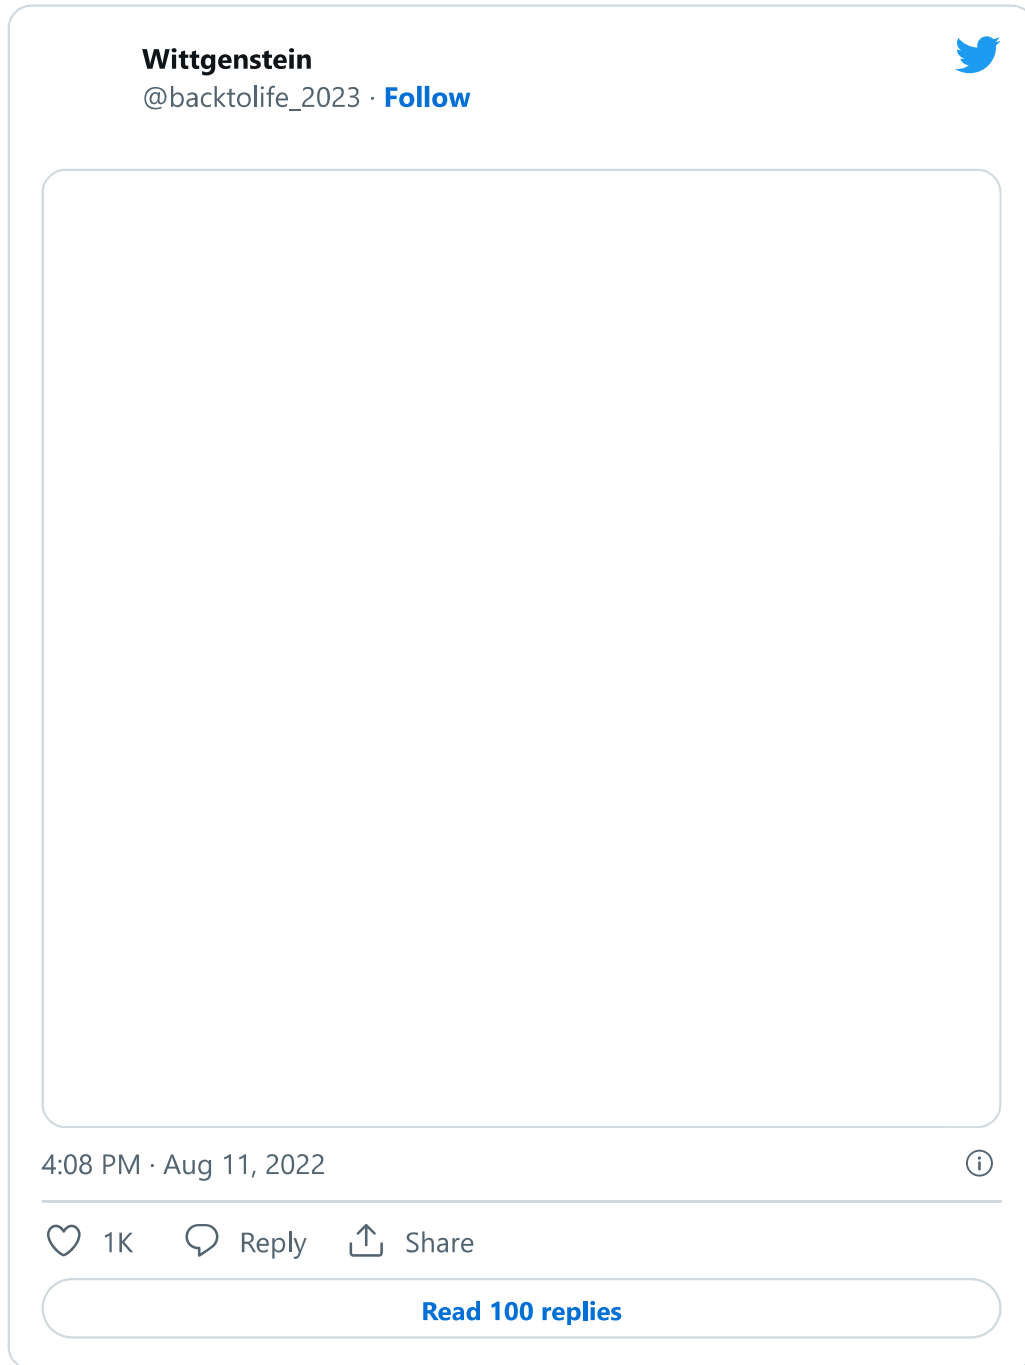 Wittgenstein
@backtolife_2023 · Follow
4:08 PM · Aug 11, 2022
1K Reply Share
Read 100 replies